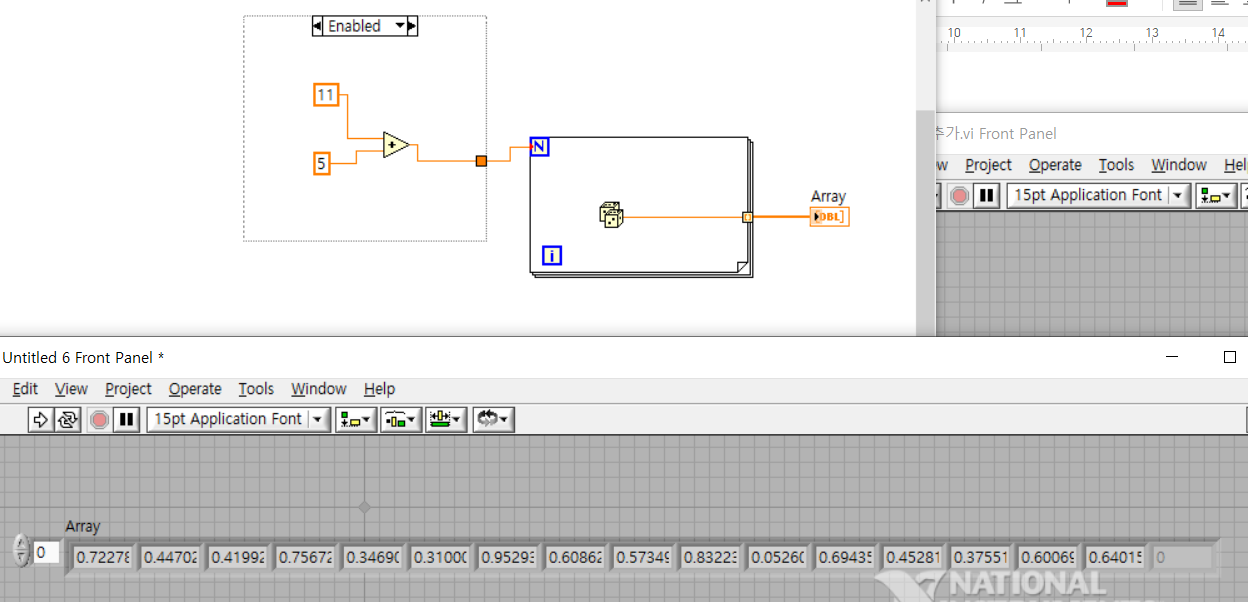 Enabled
11
5
N
i
Array
DBL]
10 11 12 13 14
추가.vi Front Panel
Project Operate Tools Window Hel
15pt Application Font
Untitled 6 Front Panel *
Edit View Project Operate Tools Window Help
15pt Application Font
Array
0 0.72278 0.44702 0.41992 0.75672 0.34690 0.31000 0.95293 0.60862 0.57349 0.83223 0.05260 0.69435 0.45281 0.37551 0.60069 0.64015 0
NATIONAL